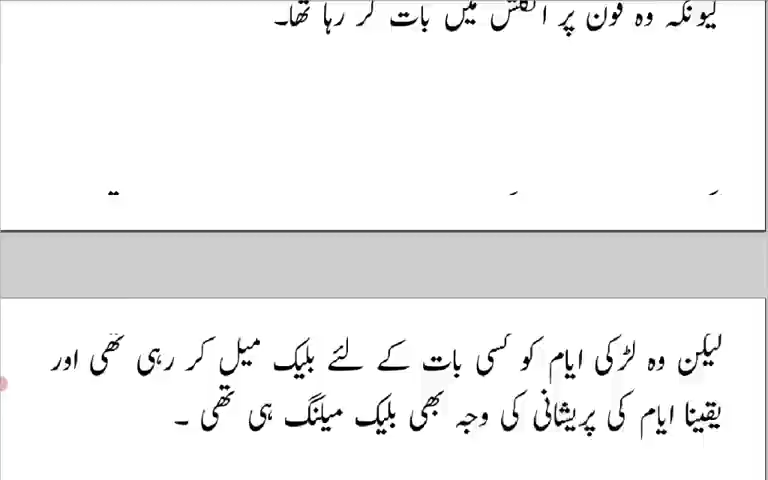 کیونکہ وہ فون پر انگلش میں بات کر رہا تھا۔
لیکن وہ لڑکی ایام کو کسی بات کے لئے بلیک میل کر رہی تھی اور
یقینا ایام کی پریشانی کی وجہ بھی بلیک میلنگ ہی تھی ۔